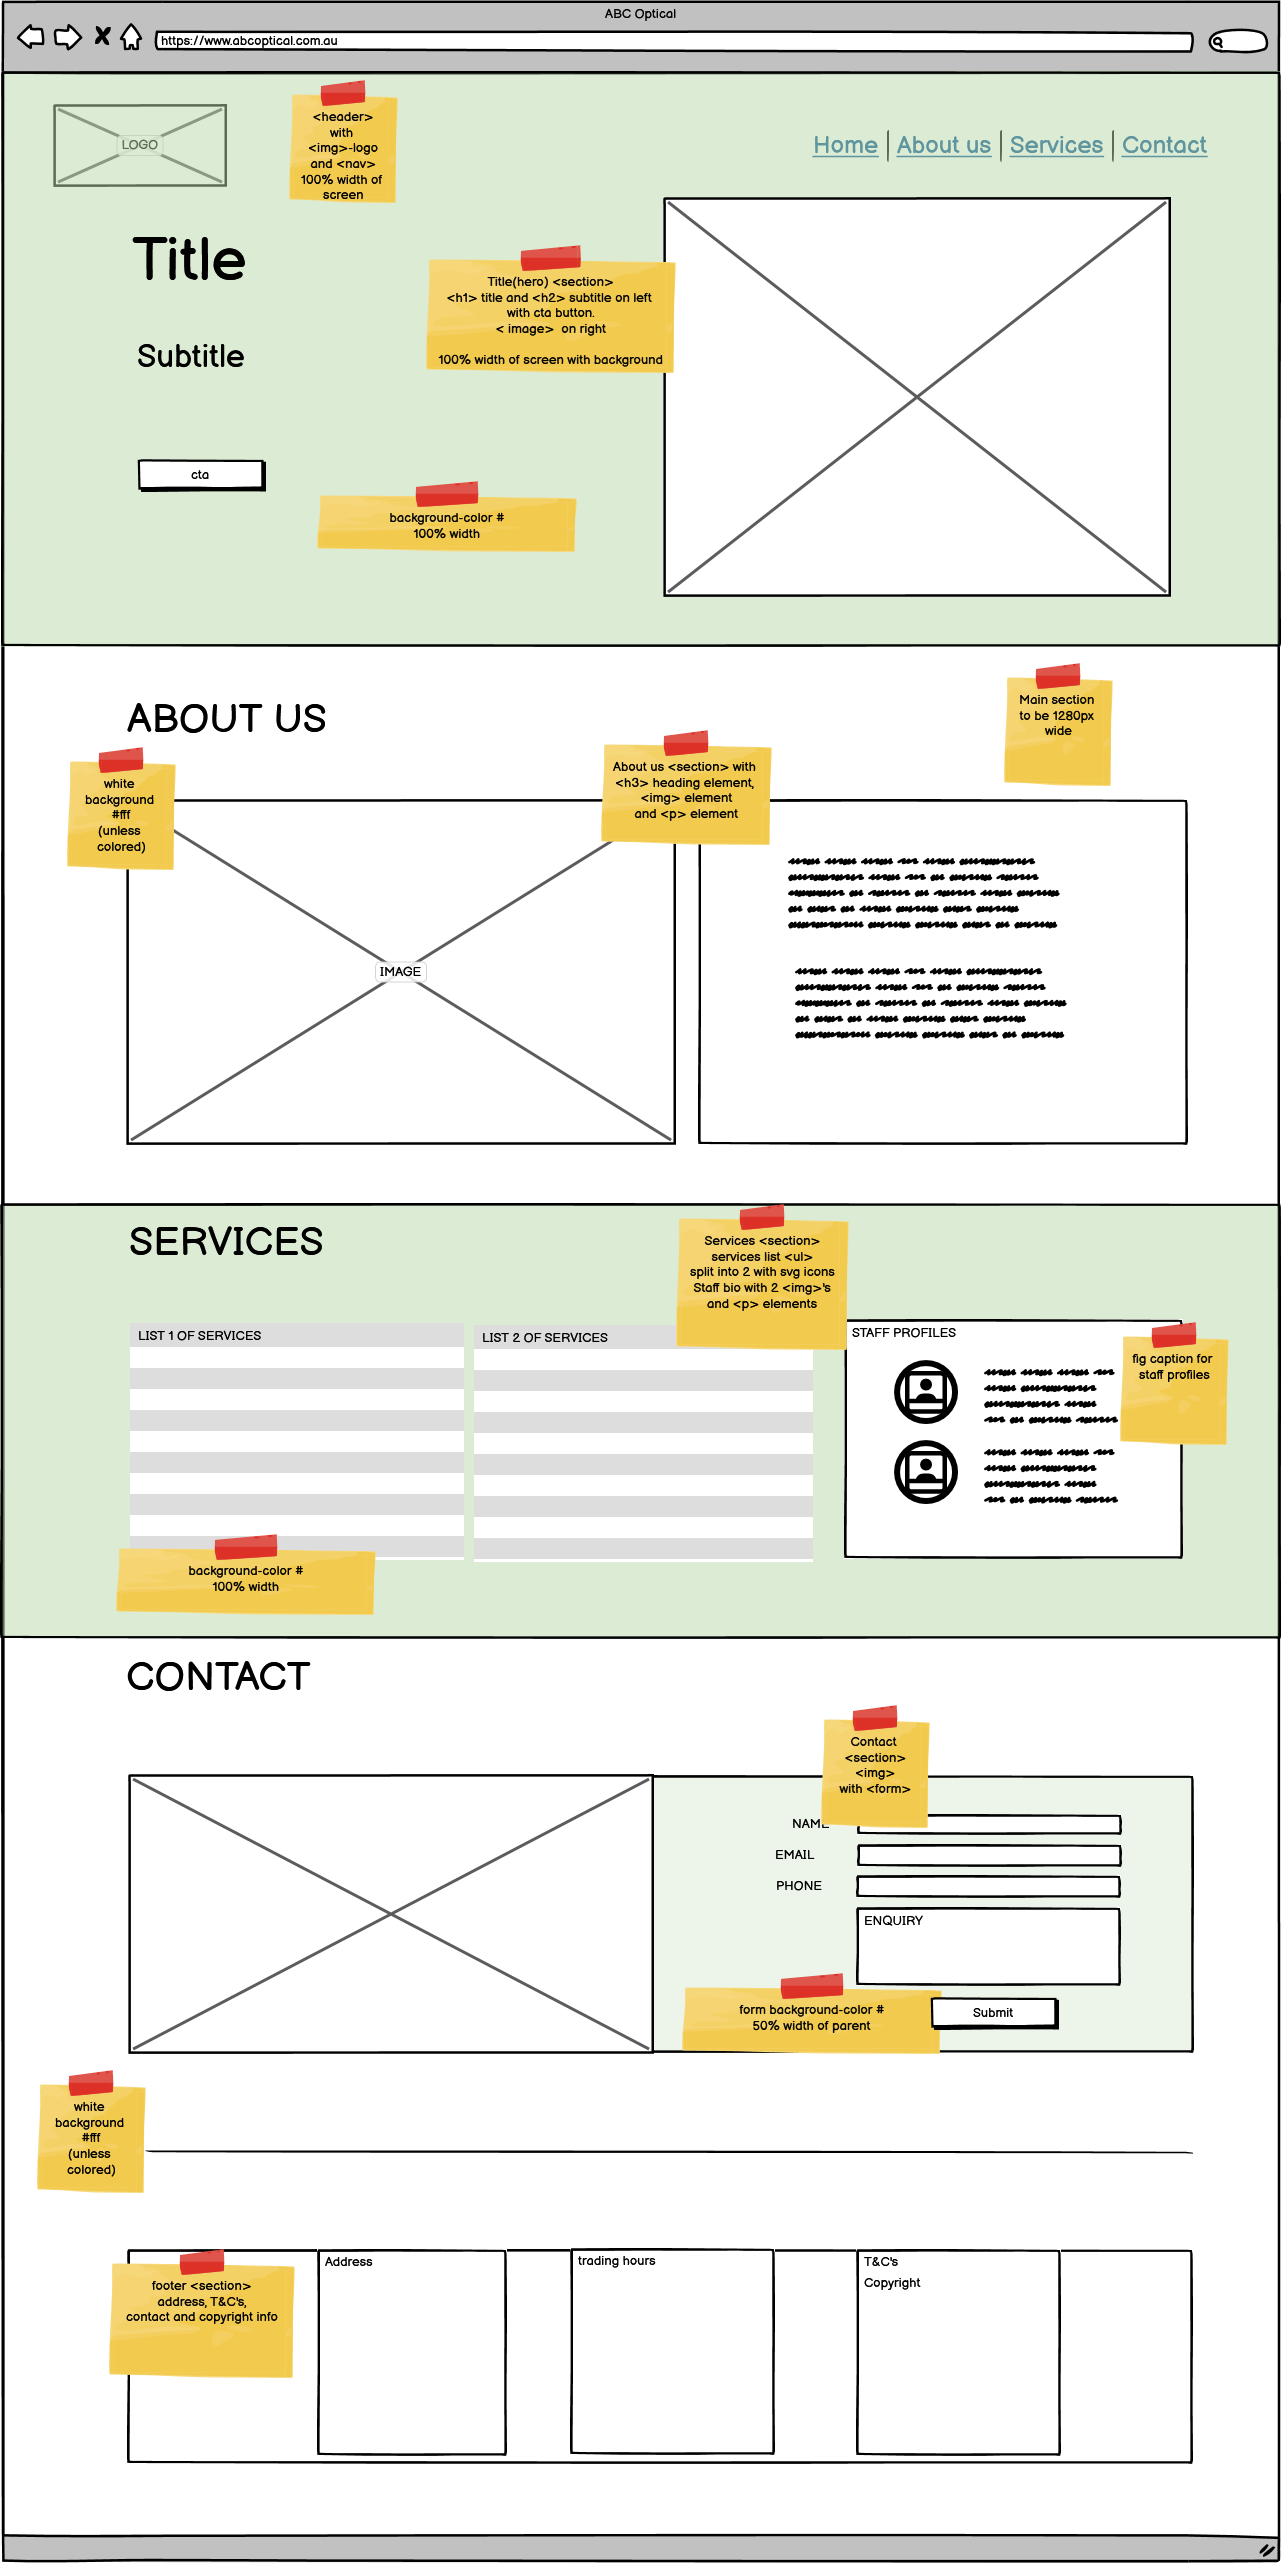 ABC Optical
https://www.abcoptical.com.au
LOGO
<header>
with
<img>-logo
and <nav>
100% width of
screen
Home | About us | Services | Contact
Title
Title(hero) <section>
<h1> title and <h2> subtitle on left
with cta button.
< image> on right
100% width of screen with background
Subtitle
cta
background-color #
100% width
ABOUT US
Main section
to be 1280px
wide
white
background
#fff
(unless
colored)
About us <section> with
<h3> heading element,
<img> element
and <p> element
IMAGE
SERVICES
Services <section>
services list <ul>
split into 2 with svg icons
Staff bio with 2 <img>'s
and <p> elements
LIST 1 OF SERVICES
LIST 2 OF SERVICES
STAFF PROFILES
fig caption for
staff profiles
background-color #
100% width
CONTACT
Contact
<section>
<img>
with <form>
NAME
EMAIL
PHONE
ENQUIRY
form background-color #
50% width of parent
Submit
white
background
#fff
(unless
colored)
footer <section>
address, T&C's,
contact and copyright info
Address
trading hours
T&C's
Copyright